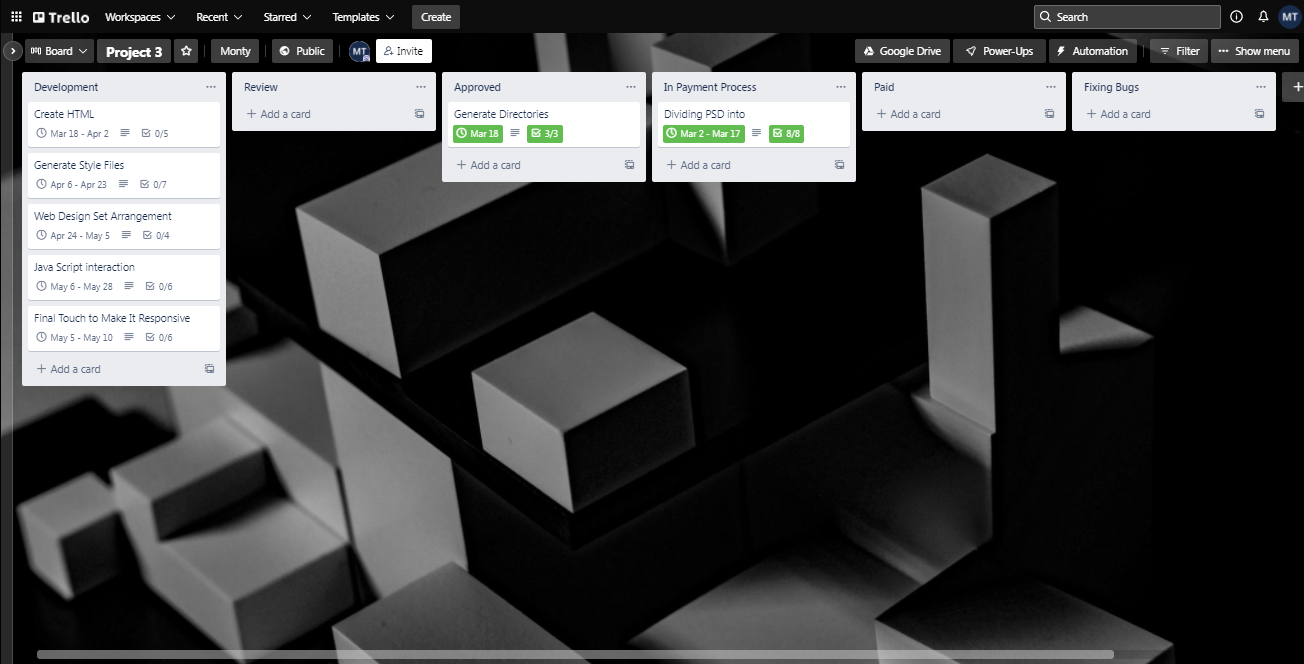 Trello Workspaces Recent Starred Templates Create Search MT
Board Project 3 Monty Public MT Invite Google Drive Power-Ups Automation Filter Show menu
Development
Create HTML
Mar 18 - Apr 2 0/5
Generate Style Files
Apr 6 - Apr 23 0/7
Web Design Set Arrangement
Apr 24 - May 5 0/4
Java Script interaction
May 6 - May 28 0/6
Final Touch to Make It Responsive
May 5 - May 10 0/6
+ Add a card
Review
+ Add a card
Approved
Generate Directories
Mar 18 3/3
+ Add a card
In Payment Process
Dividing PSD into
Mar 2 - Mar 17 8/8
+ Add a card
Paid
+ Add a card
Fixing Bugs
+ Add a card
+